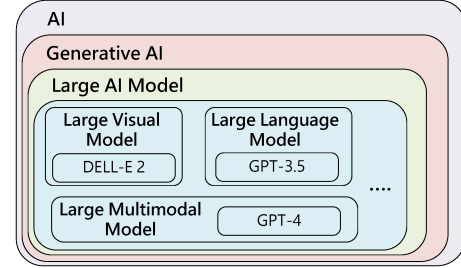 AI
Generative AI
Large AI Model
Large Visual
Model
DELL-E 2
Large Language
Model
GPT-3.5
....
Large Multimodal
Model
GPT-4